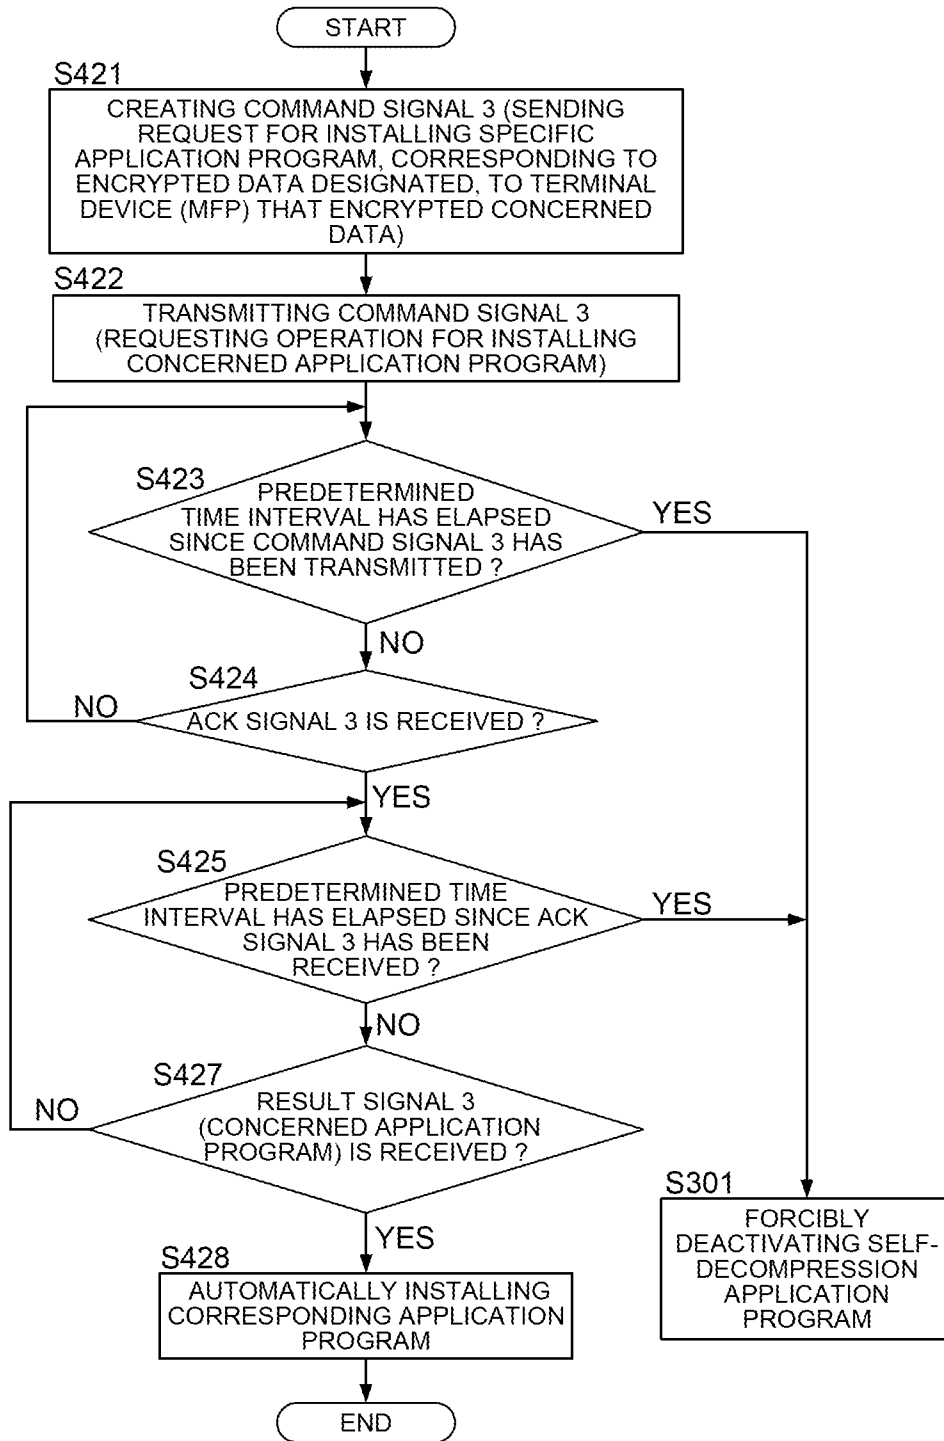 START
S421
CREATING COMMAND SIGNAL 3 (SENDING
REQUEST FOR INSTALLING SPECIFIC
APPLICATION PROGRAM, CORRESPONDING TO
ENCRYPTED DATA DESIGNATED, TO TERMINAL
DEVICE (MFP) THAT ENCRYPTED CONCERNED
DATA)
S422
TRANSMITTING COMMAND SIGNAL 3
(REQUESTING OPERATION FOR INSTALLING
CONCERNED APPLICATION PROGRAM)
S423
PREDETERMINED
TIME INTERVAL HAS ELAPSED
SINCE COMMAND SIGNAL 3 HAS
BEEN TRANSMITTED ?
YES
NO
S424
ACK SIGNAL 3 IS RECEIVED ?
NO
YES
S425
PREDETERMINED TIME
INTERVAL HAS ELAPSED SINCE ACK
SIGNAL 3 HAS BEEN
RECEIVED ?
YES
NO
S427
RESULT SIGNAL 3
(CONCERNED APPLICATION
PROGRAM) IS RECEIVED ?
NO
YES
S428
AUTOMATICALLY INSTALLING
CORRESPONDING APPLICATION
PROGRAM
S301
FORCIBLY
DEACTIVATING SELF-
DECOMPRESSION
APPLICATION
PROGRAM
END